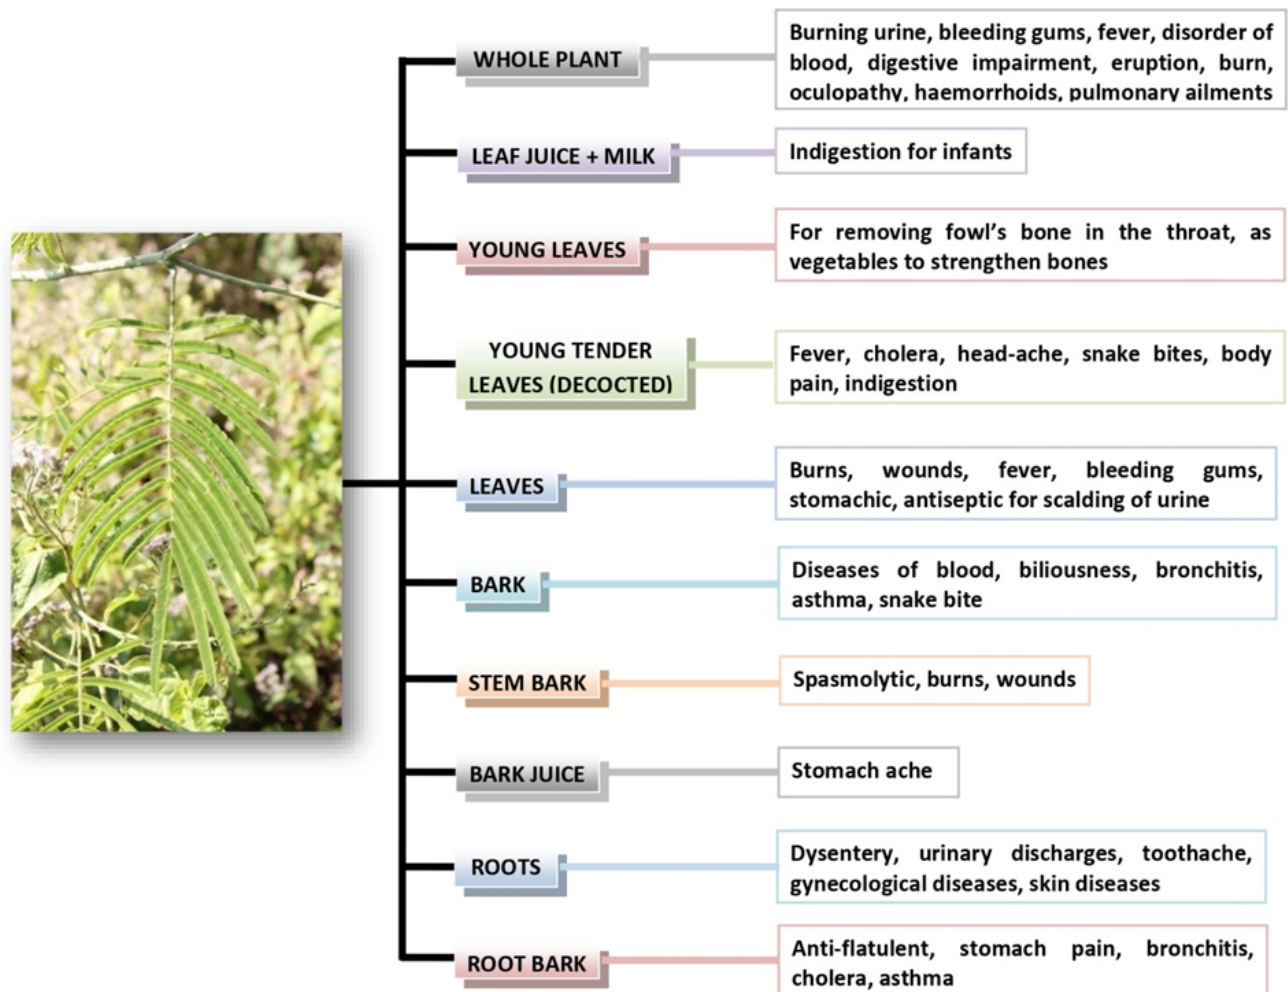 WHOLE PLANT
Burning urine, bleeding gums, fever, disorder of
blood, digestive impairment, eruption, burn,
oculopathy, haemorrhoids, pulmonary ailments
LEAF JUICE + MILK
Indigestion for infants
YOUNG LEAVES
For removing fowl's bone in the throat, as
vegetables to strengthen bones
YOUNG TENDER
LEAVES (DECOCTED)
Fever, cholera, head-ache, snake bites, body
pain, indigestion
LEAVES
Burns, wounds, fever, bleeding gums,
stomachic, antiseptic for scalding of urine
BARK
Diseases of blood, biliousness, bronchitis,
asthma, snake bite
STEM BARK
Spasmolytic, burns, wounds
BARK JUICE
Stomach ache
ROOTS
Dysentery, urinary discharges, toothache,
gynecological diseases, skin diseases
ROOT BARK
Anti-flatulent, stomach pain, bronchitis,
cholera, asthma